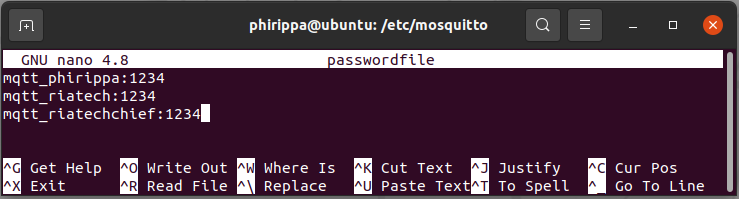 phirippa@ubuntu: /etc/mosquitto
GNU nano 4.8 passwordfile
mqtt_phirippa:1234
mqtt_riatech:1234
mqtt_riatechchief:1234
^G Get Help ^O Write Out ^W Where Is ^K Cut Text ^J Justify ^C Cur Pos
^X Exit ^R Read File ^\ Replace ^U Paste Text ^T To Spell ^_ Go To Line